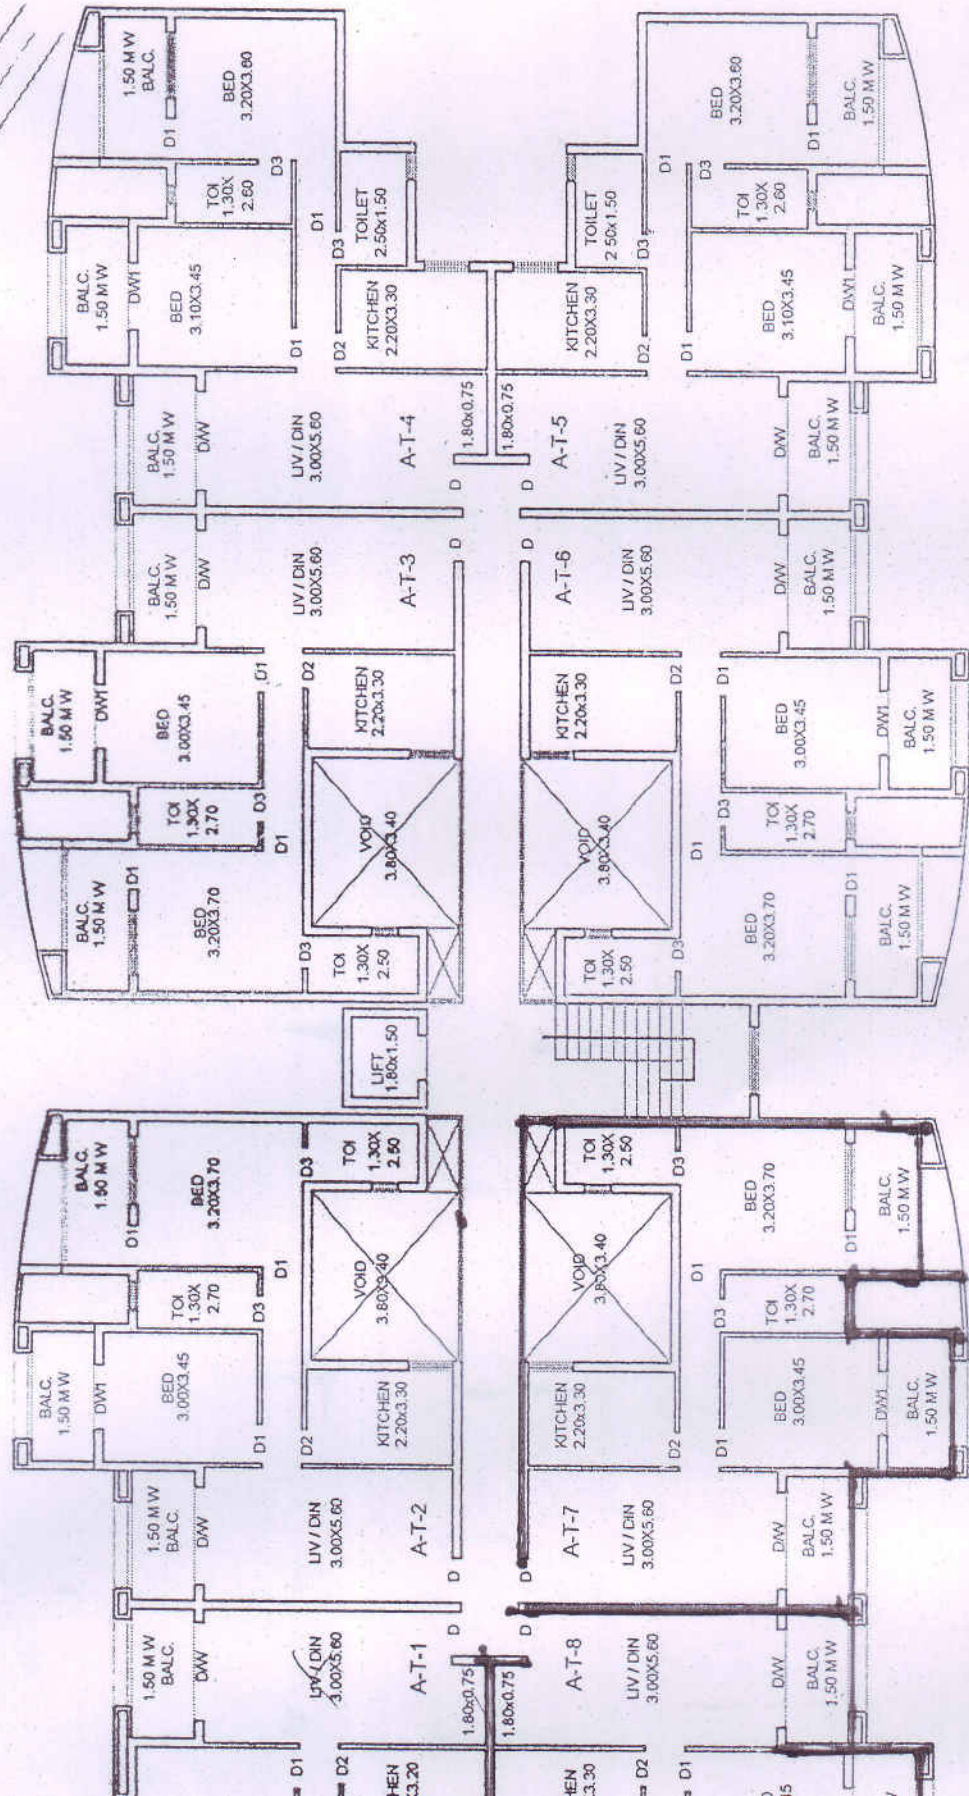 1.50 M W
BALC.
D1
BED
3.20X3.60
TOI
1.30X
2.60
D3
D1
BALC.
1.50 M W
DW1
BED
3.10X3.45
D1
D3
TOILET
2.50x1.50
D2
KITCHEN
2.20X3.30
BALC.
1.50 M W
D/W
LIV / DIN
3.00X5.60
A-T-4
1.80x0.75
D
BED
3.20X3.60
D1
BALC.
1.50 M W
D1
D3
TOI
1.30X
2.60
TOILET
2 50x1.50
D3
KITCHEN
2.20X3.30
D2
D1
BED
3.10X3.45
DW1
BALC.
1.50 M W
1.80x0.75
D
A-T-5
LIV / DIN
3.00X5.60
D/W
BALC.
1.50 M W
BALC.
1.50 M W
D/W
LIV / DIN
3.00X5.60
A-T-3
D
BALC.
1.50 M W
DW1
BED
3.00X3.45
D1
D2
KITCHEN
2.20x3.30
TOI
1.30X
2.70
D3
D1
VOID
3.80X3.40
BALC.
1.50 M W
D1
BED
3.20X3.70
D3
TOI
1.30X
2.50
D
A-T-6
LIV / DIN
3.00X5.60
D/W
BALC.
1.50 M W
KITCHEN
2.20x3.30
D2
D1
BED
3.00X3.45
DW1
BALC.
1.50 M W
VOID
3.80X3.40
D3
TOI
1.30X
2.70
D1
TOI
1.30X
2.50
D3
BED
3.20X3.70
D1
BALC.
1.50 M W
LIFT
1.80x1.50
BALC.
1.50 M W
D1
BED
3.20X3.70
D3
TOI
1.30X
2.50
TOI
1.30X
2.70
D3
D1
VOID
3.80X3.40
BALC.
1.50 M W
DW1
BED
3.00X3.45
D1
D2
KITCHEN
2.20x3.30
1.50 M W
BALC.
D/W
LIV / DIN
3.00X5.60
A-T-2
D
TOI
1.30X
2.50
D3
BED
3.20X3.70
D1
BALC.
1.50 M W
VOID
3.80X3.40
D1
D3
TOI
1.30X
2.70
KITCHEN
2.20x3.30
D2
D1
BED
3.00X3.45
DW1
BALC.
1.50 M W
D
A-T-7
LIV / DIN
3.00X5.60
D/W
BALC.
1.50 M W
1.50 M W
BALC.
D/W
LIV / DIN
3.00X5.60
A-T-1
D
1.80x0.75
D1
D2
HEN
X3.20
D
1.80x0.75
A-T-8
LIV / DIN
3.00X5.60
D/W
BALC.
1.50 M W
HEN
X3.30
D2
D1